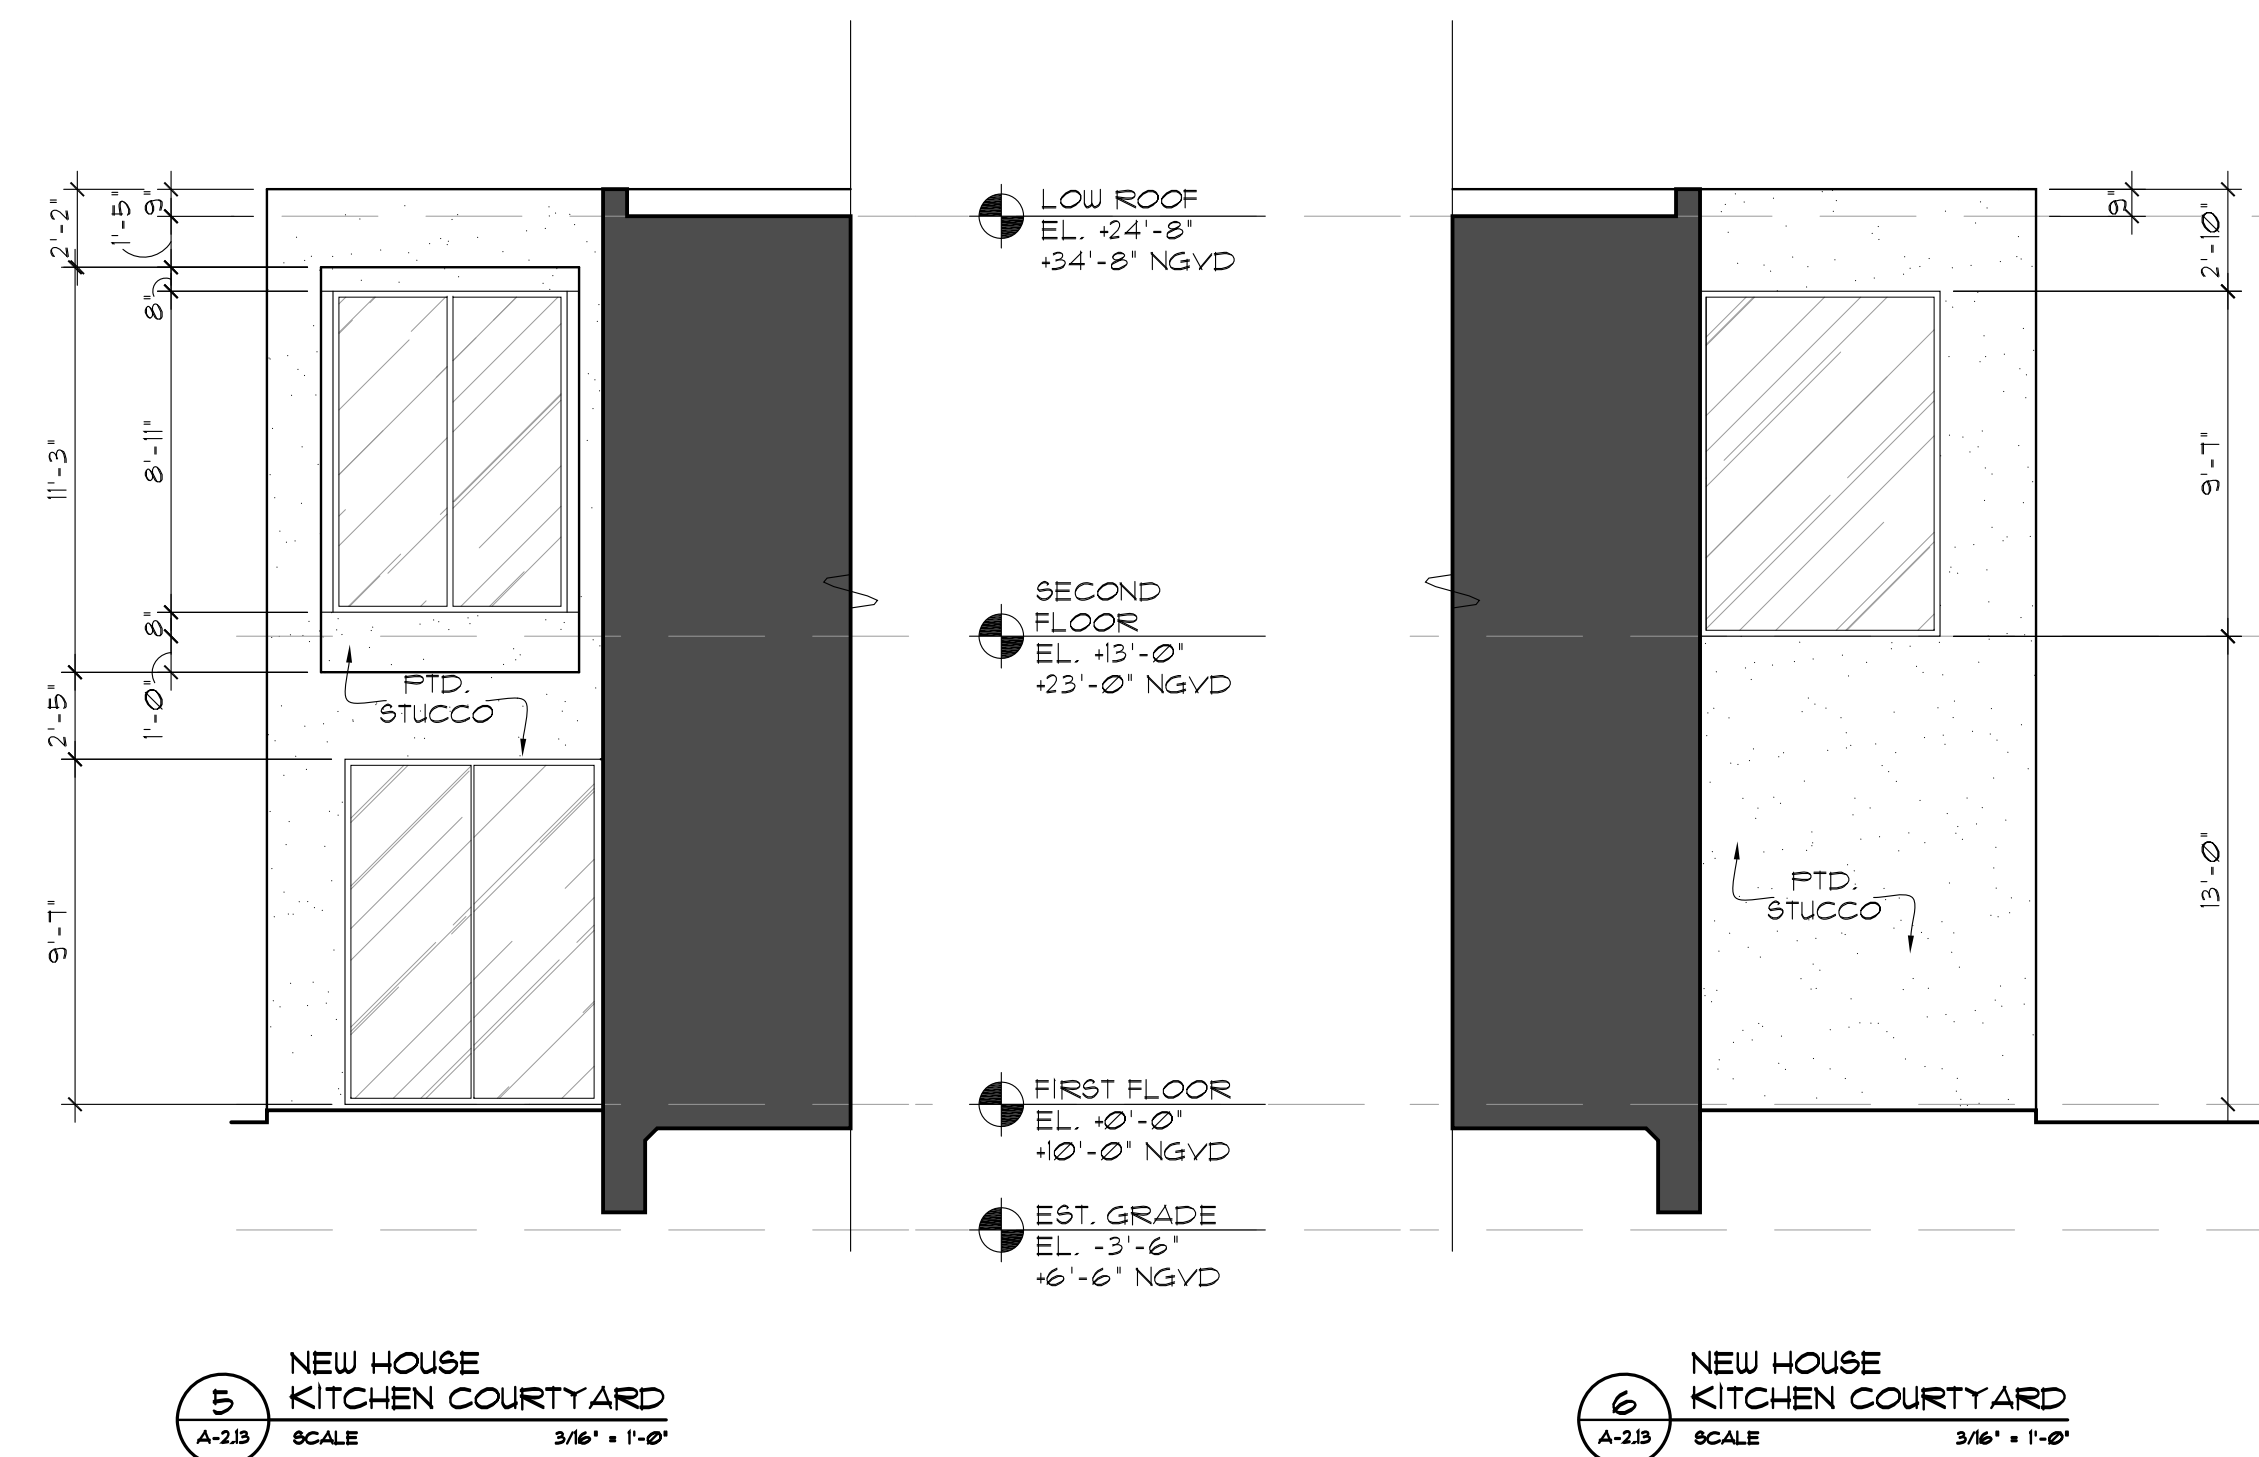 2'-2"
1'-5"
9"
8"
11'-3"
8'-11"
8"
2'-5"
1'-0"
9'-7"
PTD.
STUCCO
LOW ROOF
EL. +24'-8"
+34'-8" NGVD
SECOND
FLOOR
EL. +13'-0"
+23'-0" NGVD
FIRST FLOOR
EL. +0'-0"
+10'-0" NGVD
EST. GRADE
EL. -3'-6"
+6'-6" NGVD
9"
2'-10"
9'-7"
13'-0"
PTD.
STUCCO
5
A-2.13
NEW HOUSE
KITCHEN COURTYARD
SCALE 3/16" = 1'-0"
6
A-2.13
NEW HOUSE
KITCHEN COURTYARD
SCALE 3/16" = 1'-0"